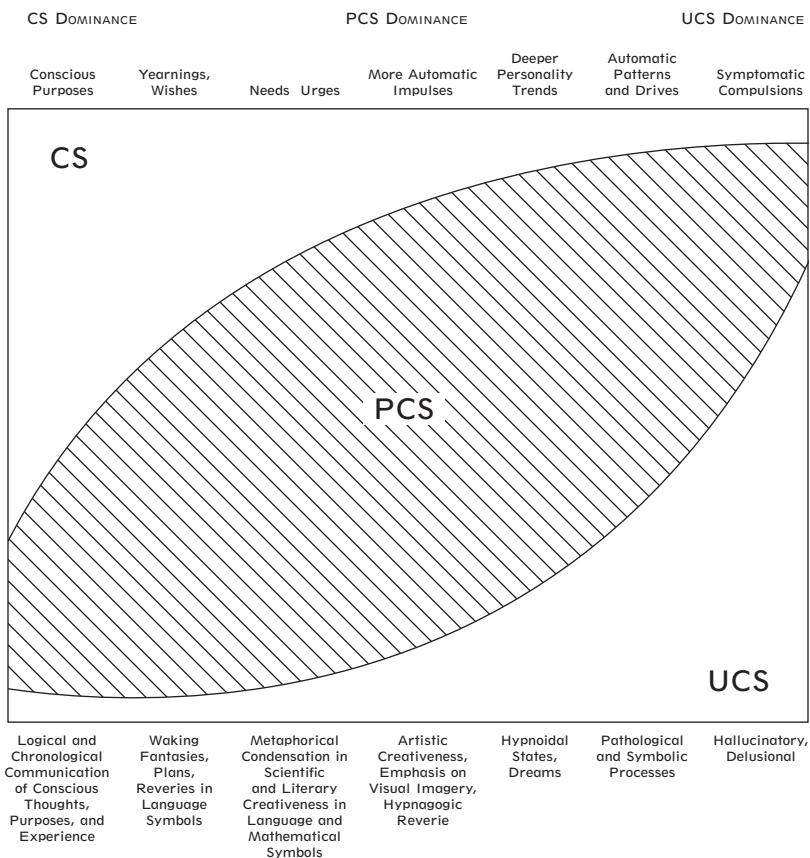 CS DOMINANCE PCS DOMINANCE UCS DOMINANCE
Conscious
Purposes
Yearnings,
Wishes
Needs Urges
More Automatic
Impulses
Deeper
Personality
Trends
Automatic
Patterns
and Drives
Symptomatic
Compulsions
CS
PCS
UCS
Logical and
Chronological
Communication
of Conscious
Thoughts,
Purposes, and
Experience
Waking
Fantasies,
Plans,
Reveries in
Language
Symbols
Metaphorical
Condensation in
Scientific
and Literary
Creativeness in
Language and
Mathematical
Symbols
Artistic
Creativeness,
Emphasis on
Visual Imagery,
Hypnagogic
Reverie
Hypnoidal
States,
Dreams
Pathological
and Symbolic
Processes
Hallucinatory,
Delusional